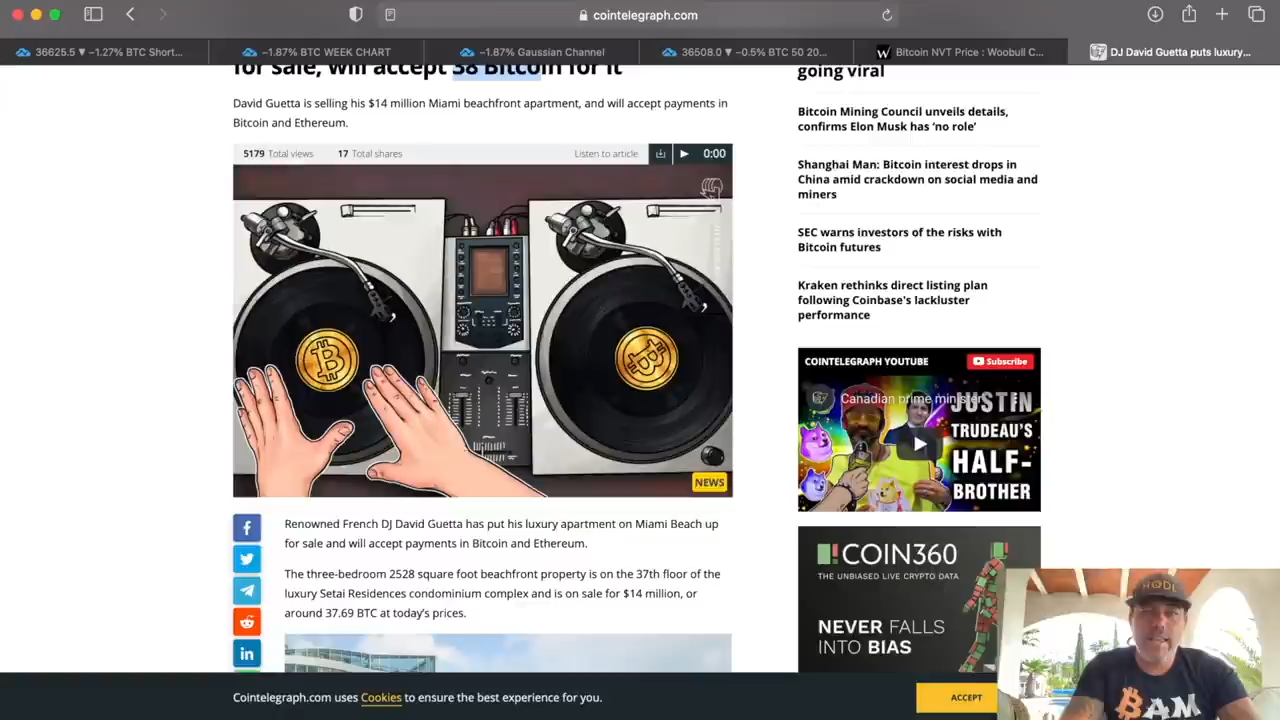 cointelegraph.com
36625.5 ▼ −1.27% BTC Short...
−1.87% BTC WEEK CHART
−1.87% Gaussian Channel
36508.0 ▼ −0.5% BTC 50 20...
W Bitcoin NVT Price : Woobull C...
DJ David Guetta puts luxury...
for sale, will accept 38 Bitcoin for it
David Guetta is selling his $14 million Miami beachfront apartment, and will accept payments in
Bitcoin and Ethereum.
5179 Total views
17 Total shares
Listen to article
0:00
NEWS
Renowned French DJ David Guetta has put his luxury apartment on Miami Beach up
for sale and will accept payments in Bitcoin and Ethereum.
The three-bedroom 2528 square foot beachfront property is on the 37th floor of the
luxury Setai Residences condominium complex and is on sale for $14 million, or
around 37.69 BTC at today's prices.
going viral
Bitcoin Mining Council unveils details,
confirms Elon Musk has ‘no role’
Shanghai Man: Bitcoin interest drops in
China amid crackdown on social media and
miners
SEC warns investors of the risks with
Bitcoin futures
Kraken rethinks direct listing plan
following Coinbase's lackluster
performance
COINTELEGRAPH YOUTUBE
Subscribe
Canadian prime minister
JUSTIN
TRUDEAU'S
HALF-
BROTHER
COIN360
THE UNBIASED LIVE CRYPTO DATA
NEVER FALLS
INTO BIAS
HODL
BAM
Cointelegraph.com uses Cookies to ensure the best experience for you.
ACCEPT